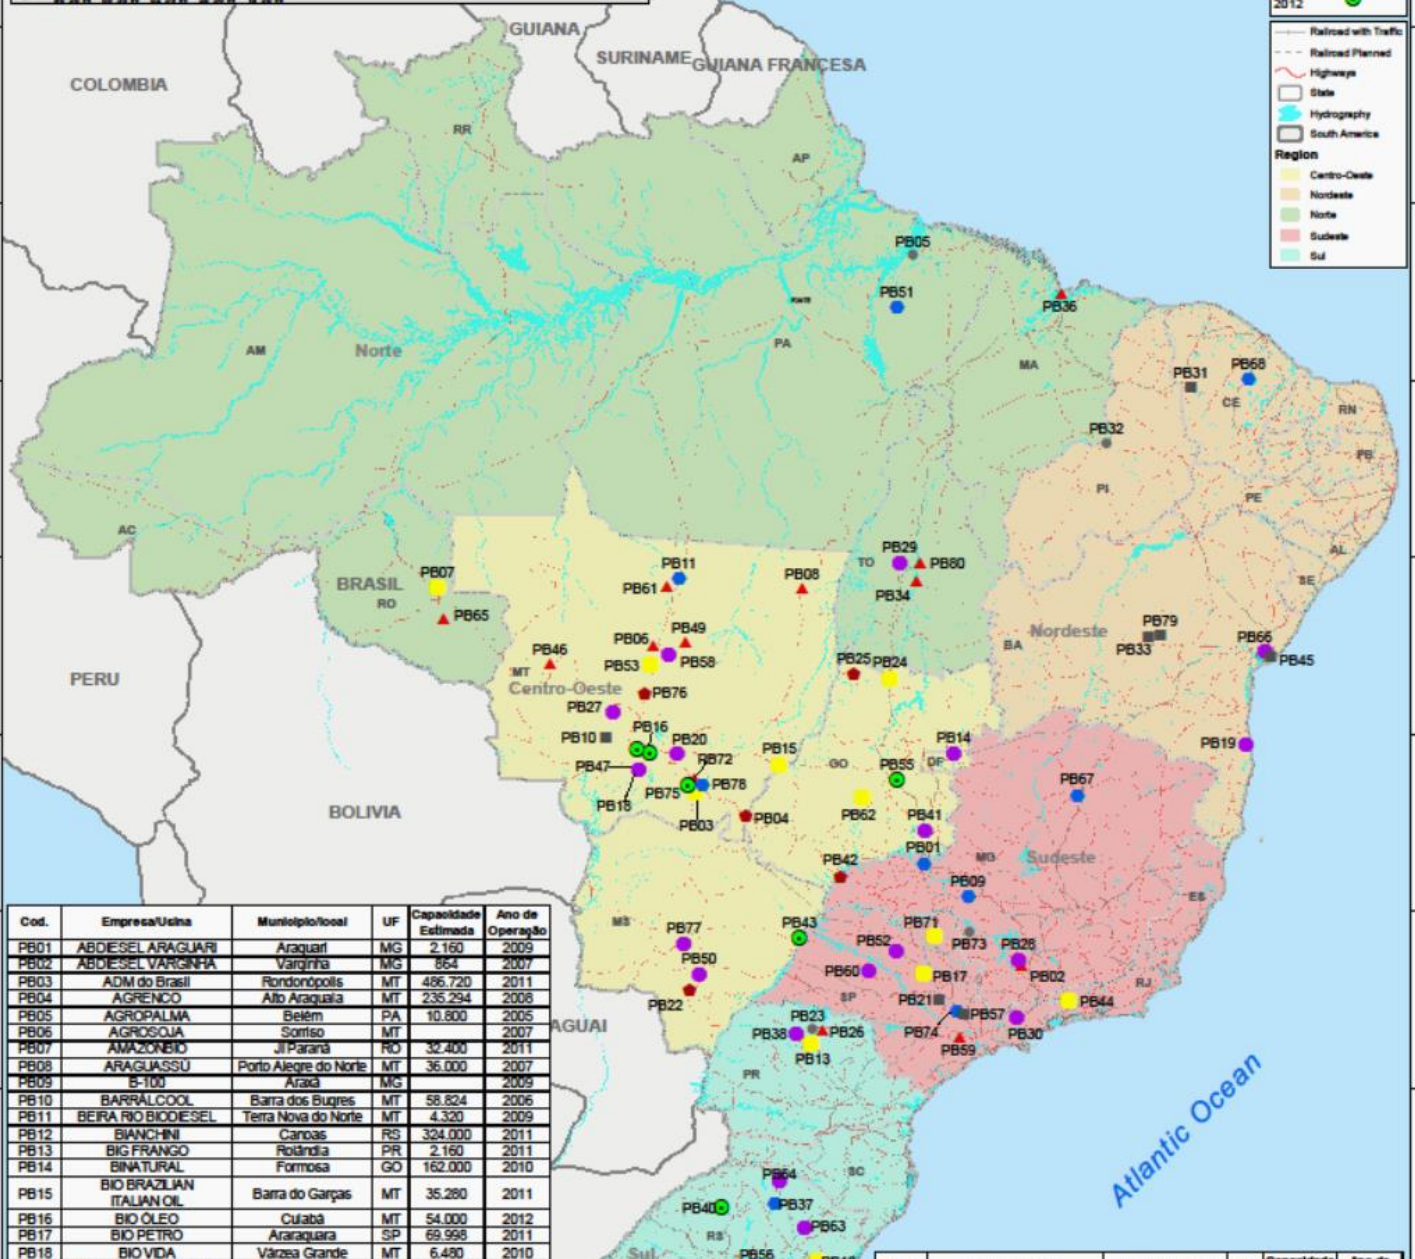 2012
Railroad with Traffic
Railroad Planned
Highways
State
Hydrography
South America
Region
Centro-Oeste
Nordeste
Norte
Sudeste
Sul
GUIANA
SURINAME
GUIANA FRANCESA
COLOMBIA
RR
AP
PB05
PB51
PB36
AM
Norte
PA
MA
PB31
PB68
CE
RN
PB32
PB
PI
PE
AC
AL
SE
BRASIL
RO
PB07
PB65
PB11
PB61
PB08
TO
PB29
PB80
PB34
PB79
PB33
Nordeste
BA
PB66
PB45
PB46
PB06
PB49
PB53
PB58
MT
Centro-Oeste
PB76
PB25
PB24
PERU
PB27
PB16
PB10
PB20
PB47
PB72
PB15
GO
DF
PB14
PB55
PB19
PB18
PB75
PB78
PB03
PB04
PB62
PB41
PB67
BOLIVIA
PB42
PB01
MG
Sudeste
PB09
ES
MS
PB77
PB43
PB71
PB52
PB73
PB28
PB50
PB60
PB17
PB02
PB22
SP
PB21
PB57
PB44
RJ
PB74
PB30
PB59
AGUAI
PB23
PB38
PB26
PB13
PR
Atlantic Ocean
SC
PB64
PB40
PB37
PB63
RS
PB56
Sul
Cod. Empresa/Usina Município/local UF Capacidade Estimada Ano de Operação
PB01 ABDIESEL ARAGUARI Araquari MG 2.160 2009
PB02 ABDIESEL VARGINHA Varginha MG 864 2007
PB03 ADM do Brasil Rondonópolis MT 486.720 2011
PB04 AGRENCO Alto Araquaia MT 235.294 2008
PB05 AGROPALMA Belém PA 10.800 2005
PB06 AGROSOJA Sorriso MT 2007
PB07 AMAZONBIO Ji Paraná RO 32.400 2011
PB08 ARAGUASSÚ Porto Alegre do Norte MT 36.000 2007
PB09 B-100 Araxá MG 2009
PB10 BARRÁLCOOL Barra dos Bugres MT 58.824 2006
PB11 BEIRA RIO BIODIESEL Terra Nova do Norte MT 4.320 2009
PB12 BIANCHINI Canoas RS 324.000 2011
PB13 BIG FRANGO Rolândia PR 2.160 2011
PB14 BINATURAL Formosa GO 162.000 2010
PB15 BIO BRAZILIAN ITALIAN OIL Barra do Garças MT 35.280 2011
PB16 BIO ÓLEO Cuiabá MT 54.000 2012
PB17 BIO PETRO Araraquara SP 69.998 2011
PB18 BIO VIDA Várzea Grande MT 6.480 2010